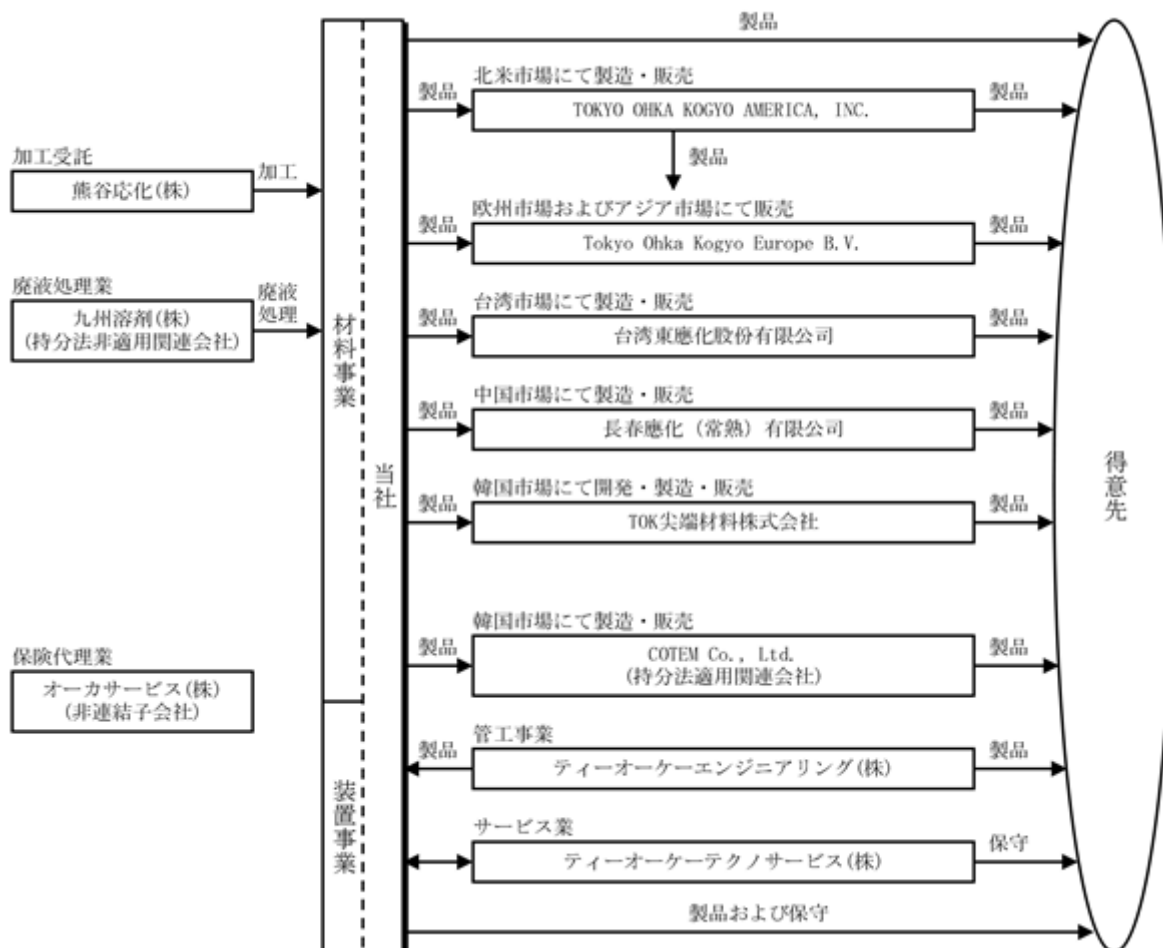 製品
北米市場にて製造・販売
製品
TOKYO OHKA KOGYO AMERICA, INC.
製品
製品
加工受託
熊谷応化(株)
加工
欧州市場およびアジア市場にて販売
製品
Tokyo Ohka Kogyo Europe B.V.
製品
廃液処理業
九州溶剤(株)
(持分法非適用関連会社)
廃液
処理
台湾市場にて製造・販売
製品
台湾東應化股份有限公司
製品
中国市場にて製造・販売
製品
長春應化（常熟）有限公司
製品
材料事業
当社
得意先
韓国市場にて開発・製造・販売
製品
TOK尖端材料株式会社
製品
韓国市場にて製造・販売
製品
COTEM Co., Ltd.
(持分法適用関連会社)
製品
保険代理業
オーカサービス(株)
(非連結子会社)
管工事業
製品
ティーオーケーエンジニアリング(株)
製品
装置事業
サービス業
ティーオーケーテクノサービス(株)
保守
製品および保守